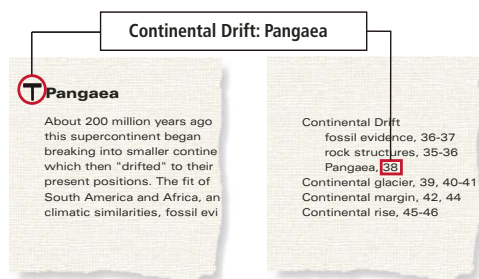 Continental Drift: Pangaea
T Pangaea
About 200 million years ago
this supercontinent began
breaking into smaller contine
which then "drifted" to their
present positions. The fit of
South America and Africa, an
climatic similarities, fossil evi
Continental Drift
fossil evidence, 36-37
rock structures, 35-36
Pangaea, 38
Continental glacier, 39, 40-41
Continental margin, 42, 44
Continental rise, 45-46